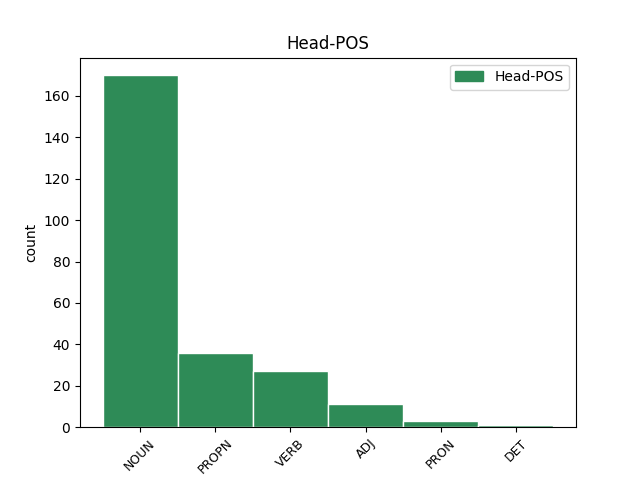 Head-POS
Head-POS
160
140
120
100
80
60
40
20
0
count
NOUN
PROPN
VERB
ADJ
PRON
DET